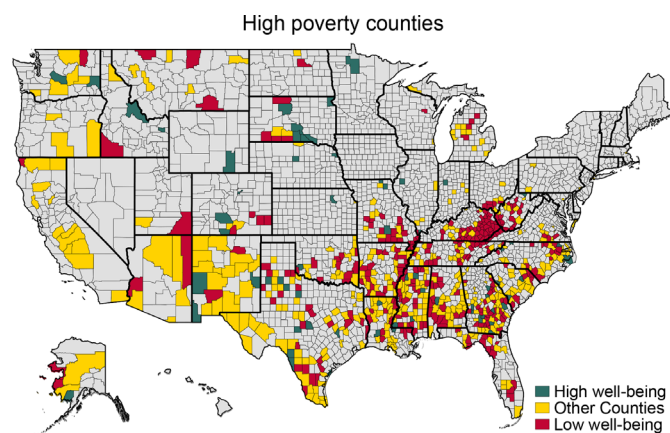 High poverty counties
High well-being
Other Counties
Low well-being